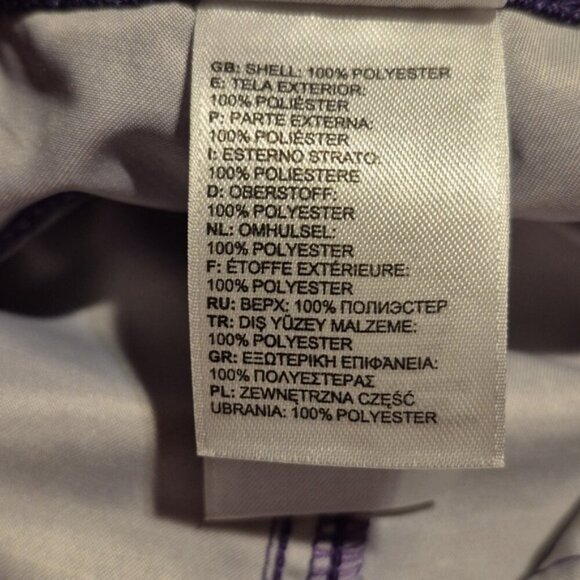 GB: SHELL: 100% POLYESTER
E: TELA EXTERIOR:
100% POLIÉSTER
P: PARTE EXTERNA:
100% POLIÉSTER
I: ESTERNO STRATO:
100% POLIESTERE
D: OBERSTOFF:
100% POLYESTER
NL: OMHULSEL:
100% POLYESTER
F: ÉTOFFE EXTÉRIEURE:
100% POLYESTER
RU: ВЕРХ: 100% ПОЛИЭСТЕР
TR: DIŞ YÜZEY MALZEME:
100% POLYESTER
GR: ΕΞΩΤΕΡΙΚΗ ΕΠΙΦΆΝΕΙΑ:
100% ΠΟΛΥΕΣΤΕΡΑΣ
PL: ZEWNĘTRZNA CZĘŚĆ
UBRANIA: 100% POLYESTER